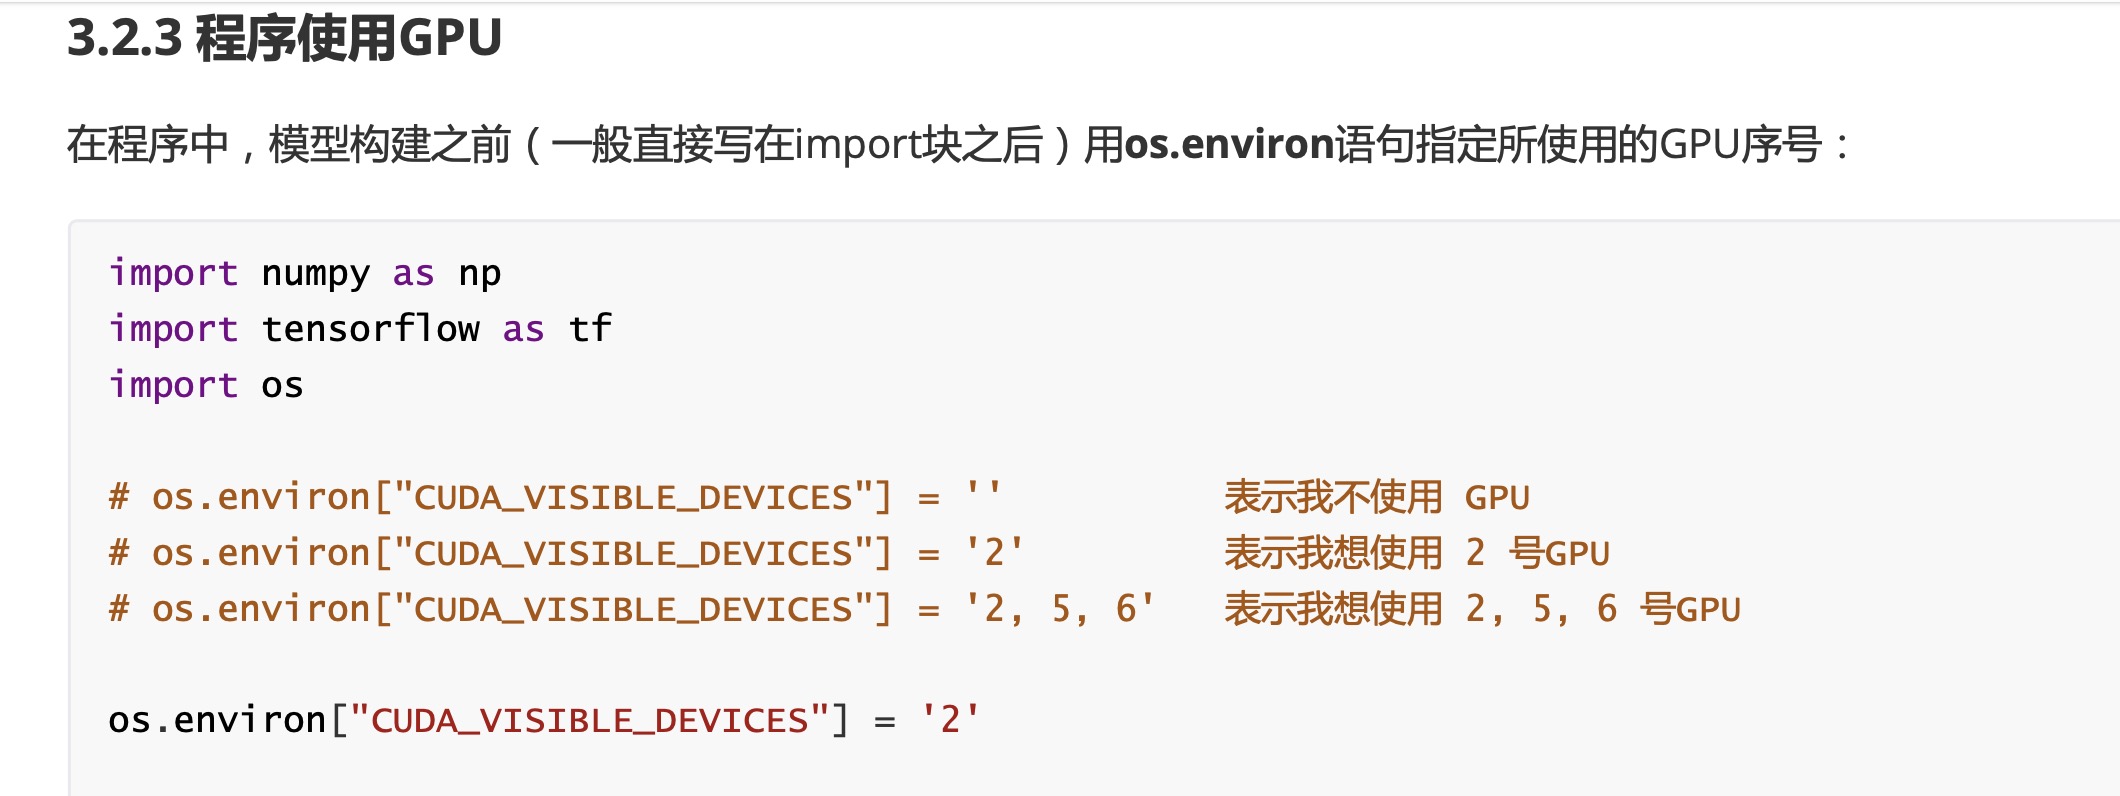 3.2.3 程序使用GPU
在程序中，模型构建之前（一般直接写在import块之后）用os.environ语句指定所使用的GPU序号：
import numpy as np
import tensorflow as tf
import os
# os.environ["CUDA_VISIBLE_DEVICES"] = ''          表示我不使用 GPU
# os.environ["CUDA_VISIBLE_DEVICES"] = '2'         表示我想使用 2 号GPU
# os.environ["CUDA_VISIBLE_DEVICES"] = '2, 5, 6'   表示我想使用 2, 5, 6 号GPU
os.environ["CUDA_VISIBLE_DEVICES"] = '2'